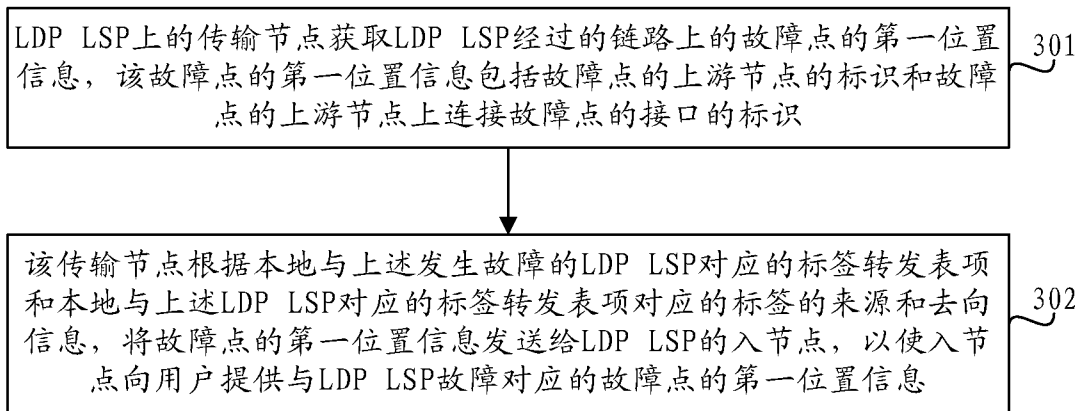 LDP LSP上的传输节点获取LDP LSP经过的链路上的故障点的第一位置
信息，该故障点的第一位置信息包括故障点的上游节点的标识和故障
点的上游节点上连接故障点的接口的标识
301
该传输节点根据本地与上述发生故障的LDP LSP对应的标签转发表项
和本地与上述LDP LSP对应的标签转发表项对应的标签的来源和去向
信息，将故障点的第一位置信息发送给LDP LSP的入节点，以使入节
点向用户提供与LDP LSP故障对应的故障点的第一位置信息
302